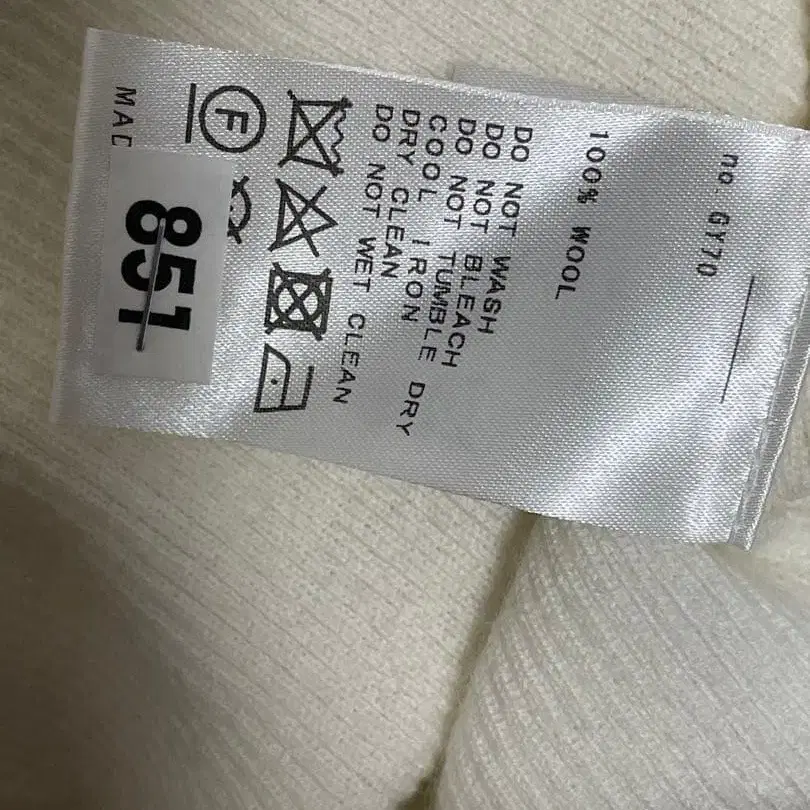 no. GY70
100% WOOL
DO NOT WASH
DO NOT BLEACH
DO NOT TUMBLE DRY
COOL IRON
DRY CLEAN
DO NOT WET CLEAN
F
851